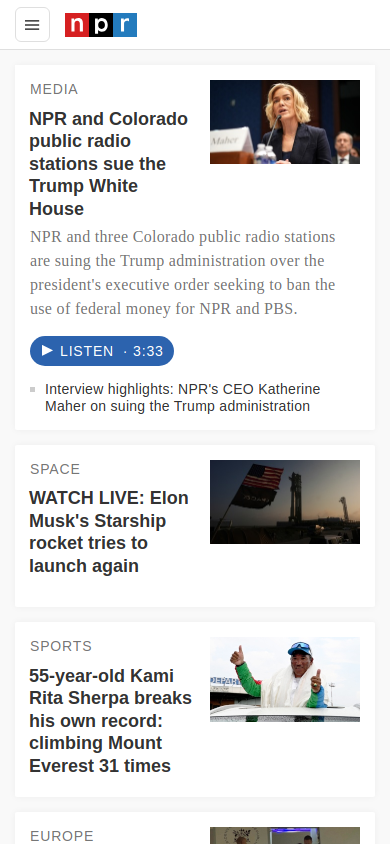 npr
MEDIA
NPR and Colorado
public radio
stations sue the
Trump White
House
Maher
NPR and three Colorado public radio stations
are suing the Trump administration over the
president's executive order seeking to ban the
use of federal money for NPR and PBS.
LISTEN · 3:33
Interview highlights: NPR's CEO Katherine
Maher on suing the Trump administration
SPACE
WATCH LIVE: Elon
Musk's Starship
rocket tries to
launch again
SPORTS
55-year-old Kami
Rita Sherpa breaks
his own record:
climbing Mount
Everest 31 times
EUROPE